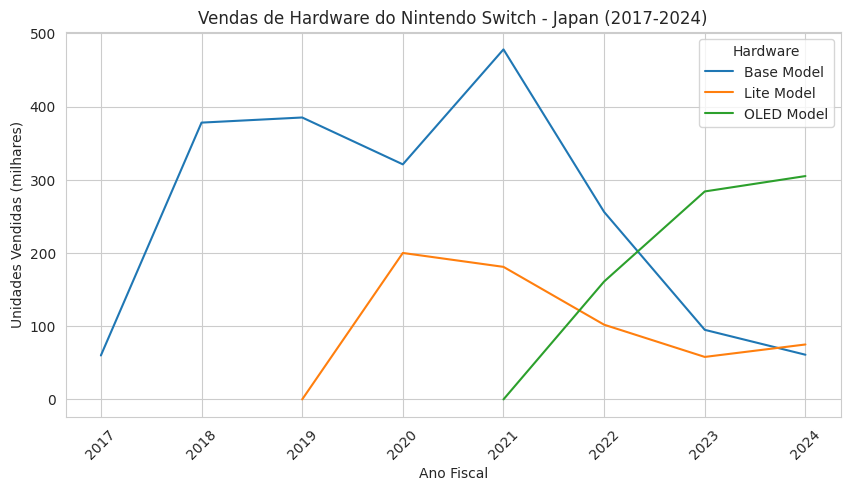 Vendas de Hardware do Nintendo Switch - Japan (2017-2024)
Unidades Vendidas (milhares)
500
400
300
200
100
0
Hardware
Base Model
Lite Model
OLED Model
2017
2018
2019
2020
2021
2022
2023
2024
Ano Fiscal